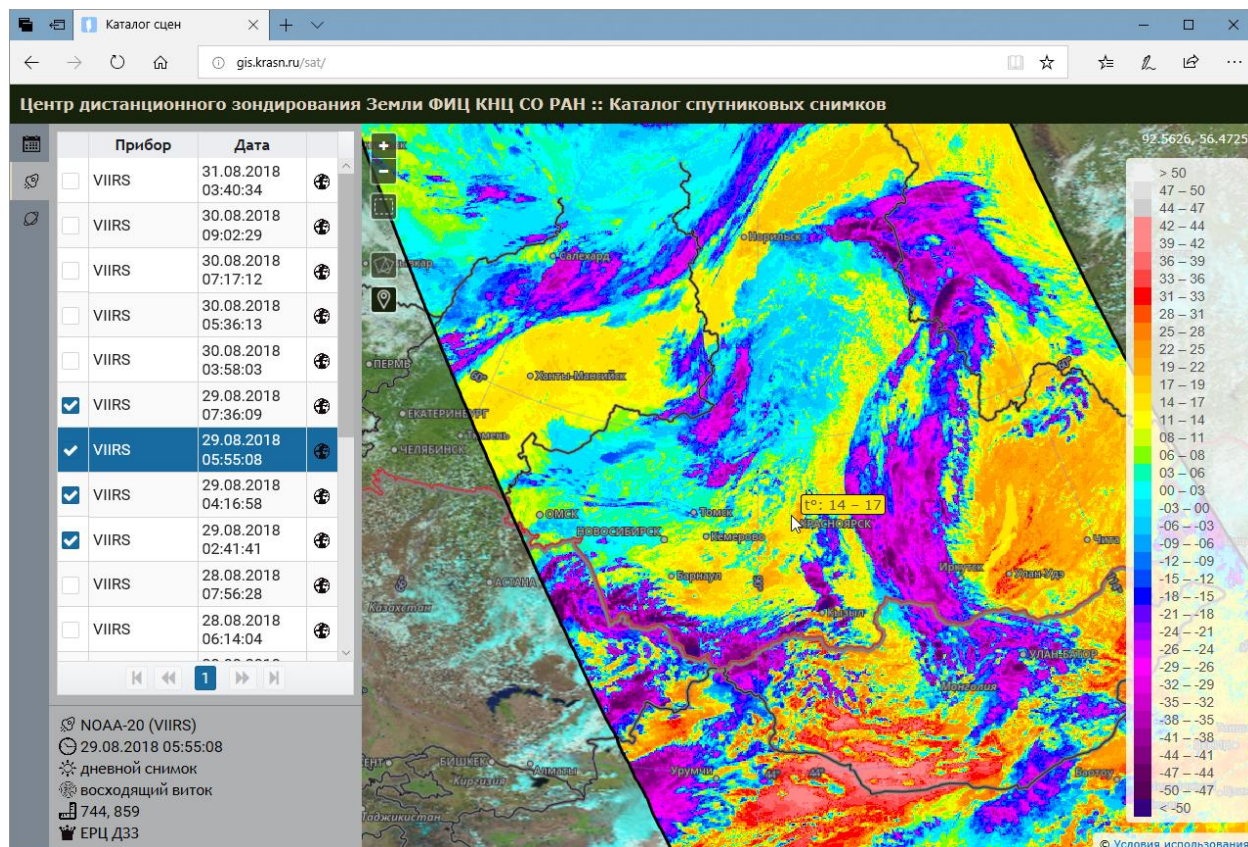 Каталог сцен
gis.krasn.ru/sat/
Центр дистанционного зондирования Земли ФИЦ КНЦ СО РАН :: Каталог спутниковых снимков
Прибор Дата
VIIRS 31.08.2018
03:40:34
VIIRS 30.08.2018
09:02:29
VIIRS 30.08.2018
07:17:12
VIIRS 30.08.2018
05:36:13
VIIRS 30.08.2018
03:58:03
VIIRS 29.08.2018
07:36:09
VIIRS 29.08.2018
05:55:08
VIIRS 29.08.2018
04:16:58
VIIRS 29.08.2018
02:41:41
VIIRS 28.08.2018
07:56:28
VIIRS 28.08.2018
06:14:04
1
NOAA-20 (VIIRS)
29.08.2018 05:55:08
дневной снимок
восходящий виток
744, 859
ЕРЦ ДЗЗ
92.5626, 56.4725
Норильск
Салехард
ПЕРМЬ
60°
Ханты-Мансийск
60°
ЕКАТЕРИНБУРГ
Тюмень
ЧЕЛЯБИНСК
t°: 14 – 17
ОМСК
Томск
КРАСНОЯРСК
НОВОСИБИРСК
Кемерово
Чита
Иркутск
Улан-Удэ
АСТАНА
Барнаул
Казахстан
Кызыл
УЛАН-БАТОР
Монголия
БИШКЕК
Алматы
Киргизия
Урумчи
Баотоу
Таджикистан
> 50
47 – 50
44 – 47
42 – 44
39 – 42
36 – 39
33 – 36
31 – 33
28 – 31
25 – 28
22 – 25
19 – 22
17 – 19
14 – 17
11 – 14
08 – 11
06 – 08
03 – 06
00 – 03
-03 – 00
-06 – -03
-09 – -06
-12 – -09
-15 – -12
-18 – -15
-21 – -18
-24 – -21
-26 – -24
-29 – -26
-32 – -29
-35 – -32
-38 – -35
-41 – -38
-44 – -41
-47 – -44
-50 – -47
< -50
© Условия использования